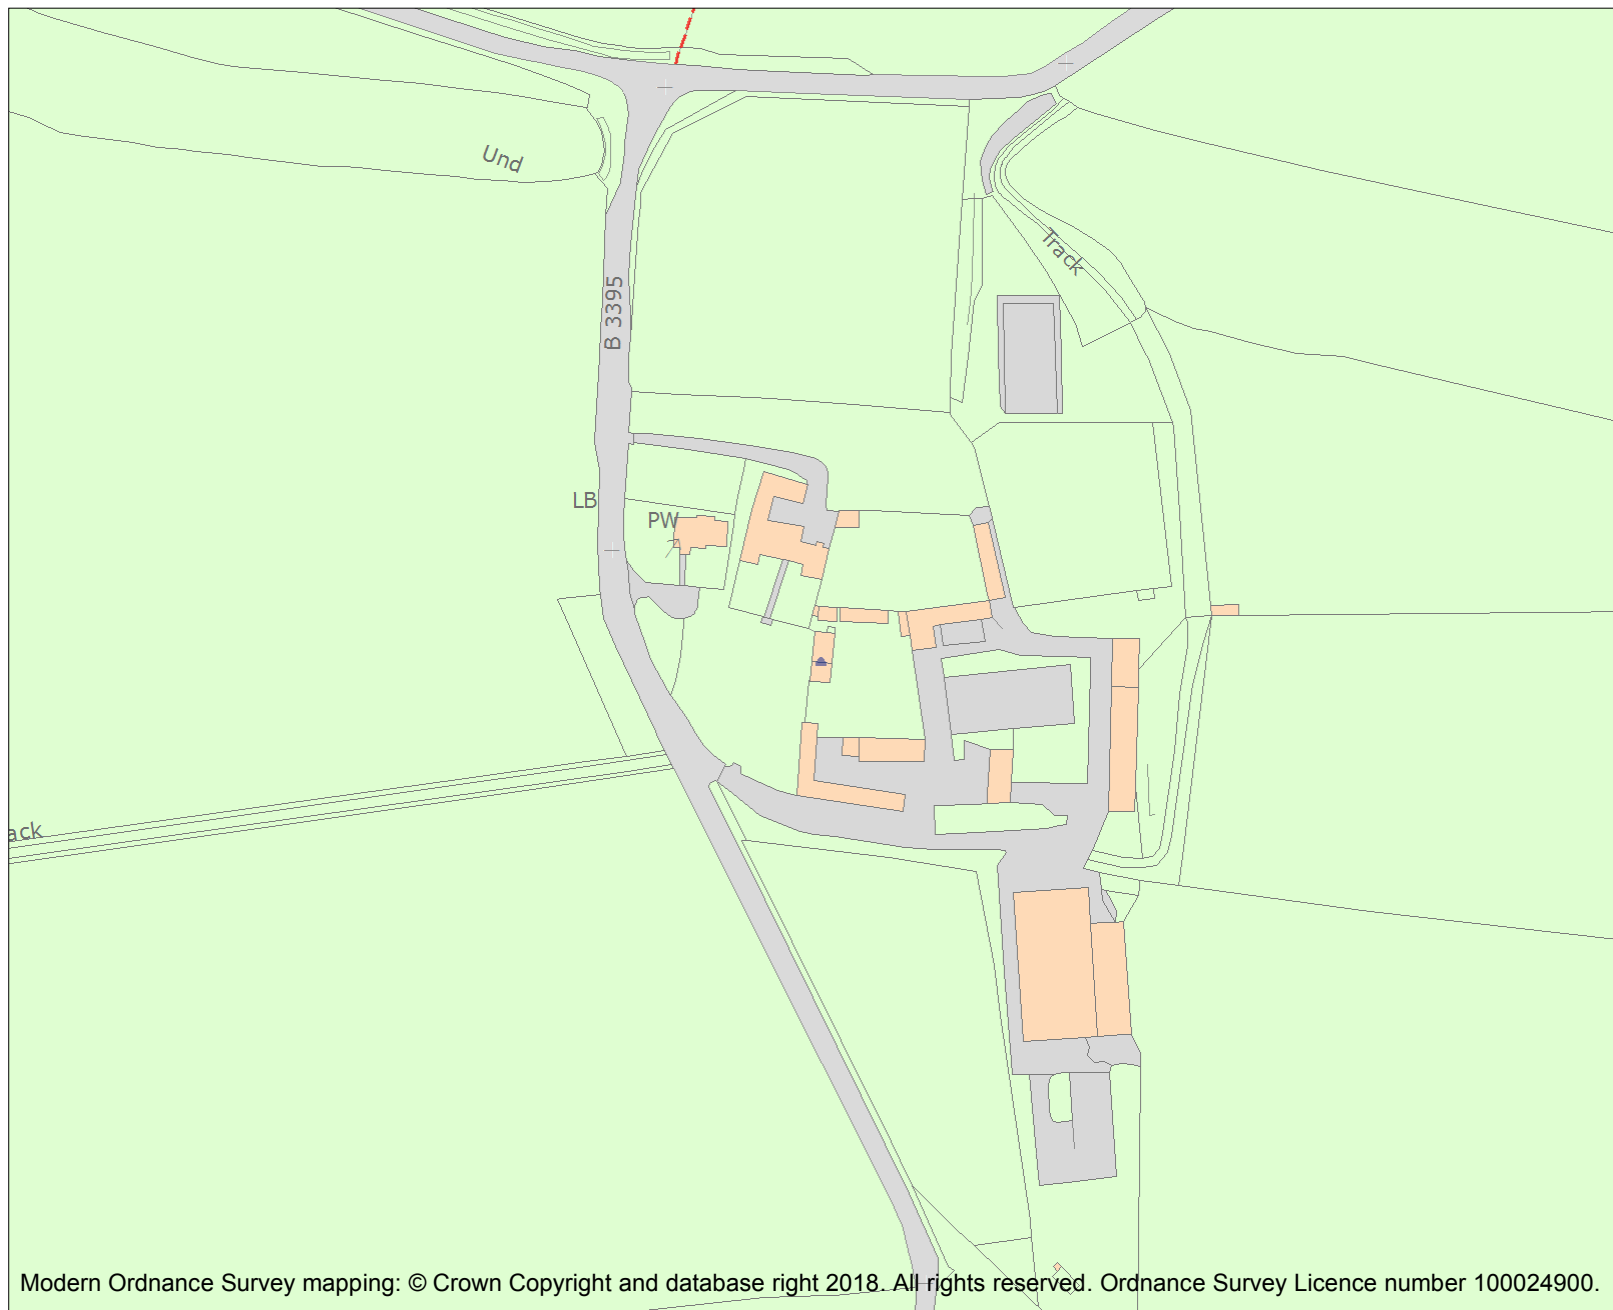 Und
Track
B 3395
LB
PW
ack
Modern Ordnance Survey mapping: © Crown Copyright and database right 2018. All rights reserved. Ordnance Survey Licence number 100024900.